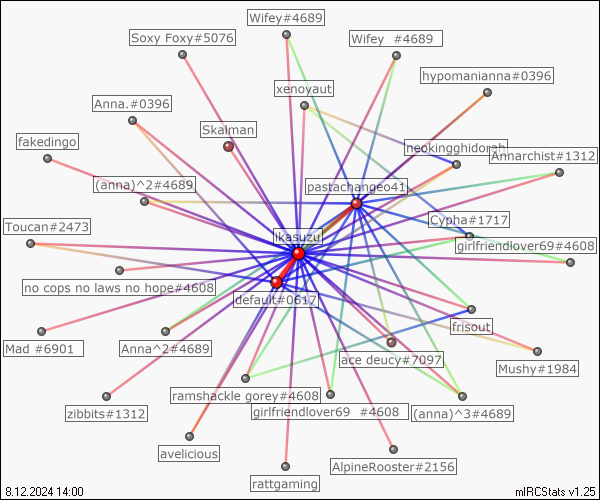 Wifey#4689
Soxy Foxy#5076
Wifey #4689
hypomanianna#0396
xenoyaut
Anna.#0396
Skalman
fakedingo
neokingghidorah
Anmarchist#1312
(anna)^2#4689
pastachangeo41
Toucan#2473
Cypha#1717
ikasuzu
girlfriendlover69#4608
no cops no laws no hope#4608
default#0617
frisout
Mad #6901
Anna^2#4689
ace deucy#7097
Mushy#1984
ramshackle gorey#4608
zibbits#1312
girlfriendlover69 #4608
(anna)^3#4689
avelicious
AlpineRooster#2156
rattgaming
8.12.2024 14:00
mIRCStats v1.25